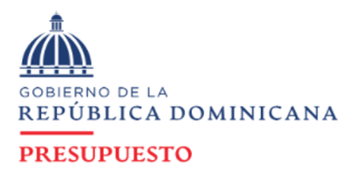 GOBIERNO DE LA
REPÚBLICA DOMINICANA
PRESUPUESTO